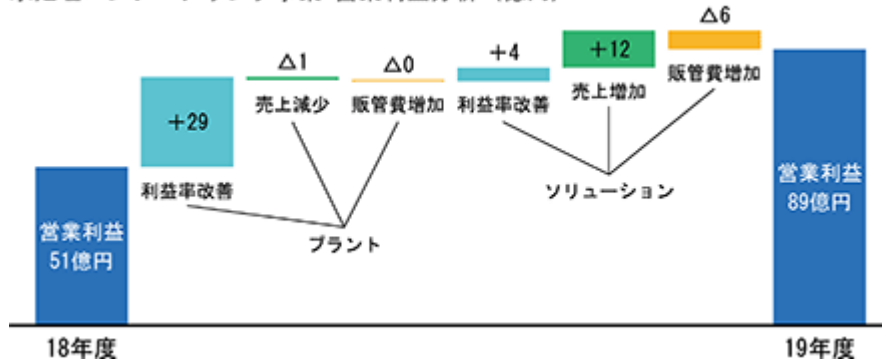 △6
+4
+12
△1
△0
販管費増加
売上増加
+29
売上減少
販管費増加
利益率改善
営業利益
89億円
利益率改善
ソリューション
営業利益
51億円
プラント
18年度
19年度